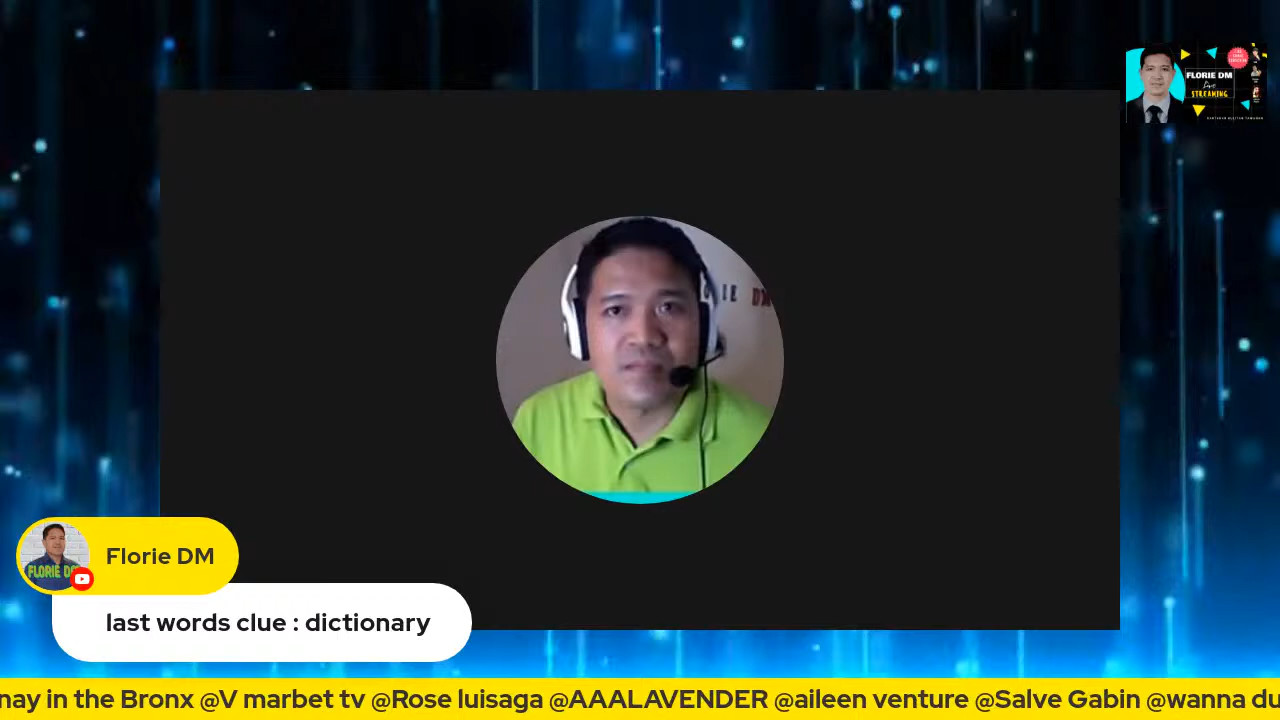 FLORIE DM
Live
STREAMING
Florie DM
last words clue : dictionary
nay in the Bronx @V marbet tv @Rose luisaga @AAALAVENDER @aileen venture @Salve Gabin @wanna du